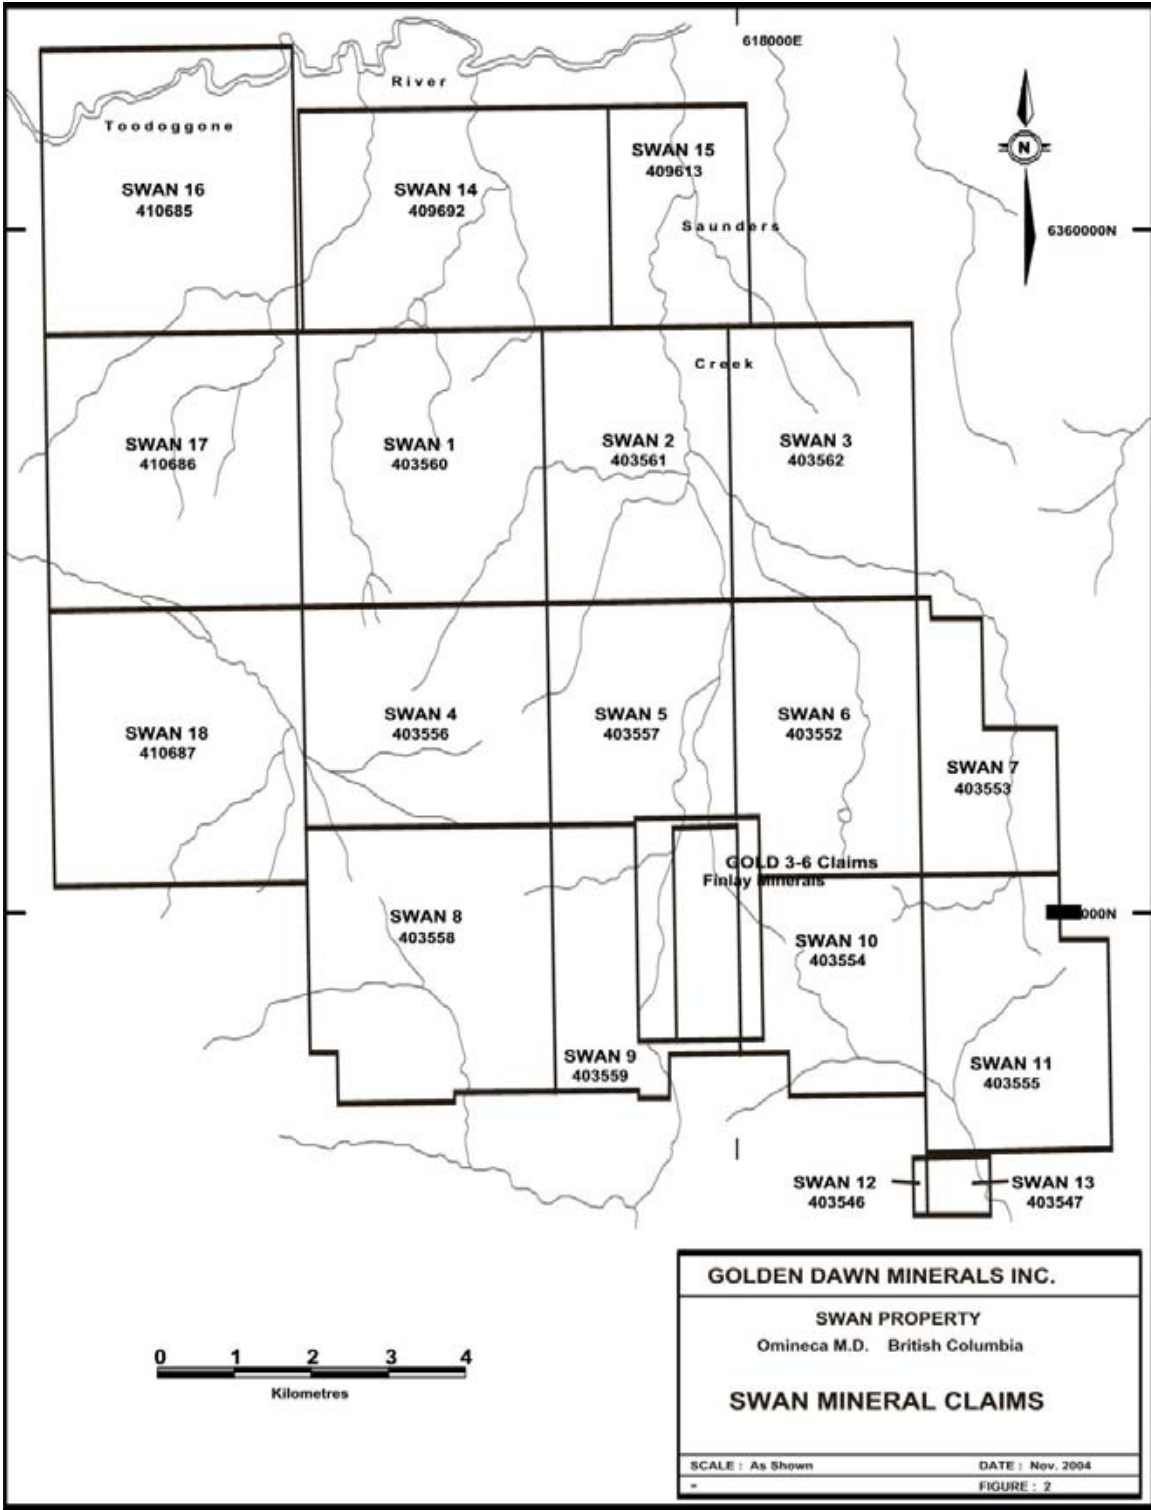 618000E
River
Toodoggone
N
SWAN 15
409613
SWAN 16
410685
SWAN 14
409692
Saunders
6360000N
Creek
SWAN 17
410686
SWAN 1
403560
SWAN 2
403561
SWAN 3
403562
SWAN 18
410687
SWAN 4
403556
SWAN 5
403557
SWAN 6
403552
SWAN 7
403553
GOLD 3-6 Claims
Finlay Minerals
SWAN 8
403558
000N
SWAN 10
403554
SWAN 9
403559
SWAN 11
403555
SWAN 12
403546
SWAN 13
403547
GOLDEN DAWN MINERALS INC.
SWAN PROPERTY
Omineca M.D. British Columbia
SWAN MINERAL CLAIMS
SCALE : As Shown DATE : Nov. 2004
FIGURE : 2
0 1 2 3 4
Kilometres